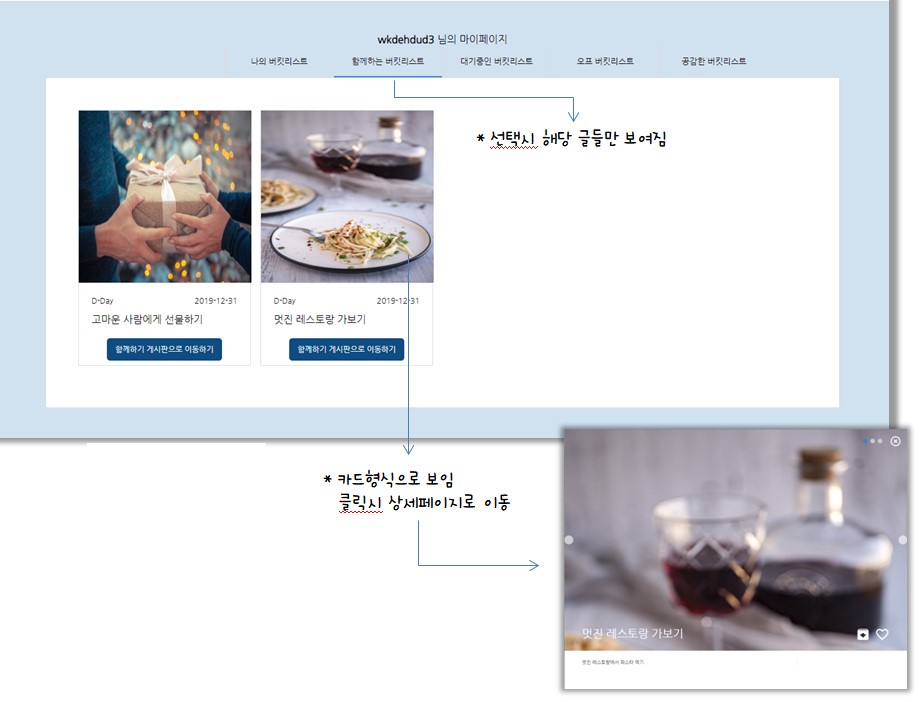 wkdehdud3 님의 마이페이지
나의 버킷리스트 함께하는 버킷리스트 대기중인 버킷리스트 오프 버킷리스트 공감한 버킷리스트
* 선택시 해당 글들만 보여짐
D-Day 2019-12-31 D-Day 2019-12-31
고마운 사람에게 선물하기 멋진 레스토랑 가보기
함께하기 게시판으로 이동하기 함께하기 게시판으로 이동하기
* 카드형식으로 보임
클릭시 상세페이지로 이동
멋진 레스토랑 가보기
멋진 레스토랑에서 파스타 먹기